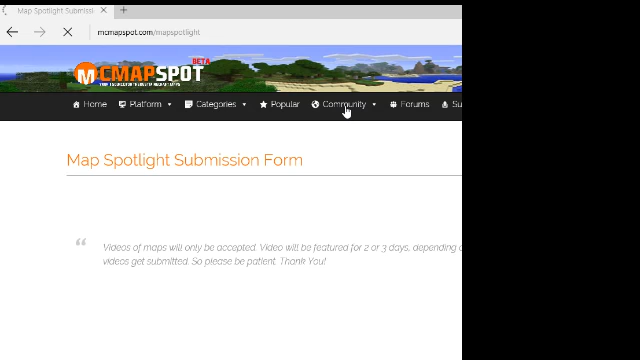 Map Spotlight Submissi
mcmapspot.com/mapspotlight
MCMAPSPOT BETA
Home Platform Categories Popular Community Forums Su
Map Spotlight Submission Form
Videos of maps will only be accepted. Video will be featured for 2 or 3 days, depending
videos get submitted. So please be patient. Thank You!